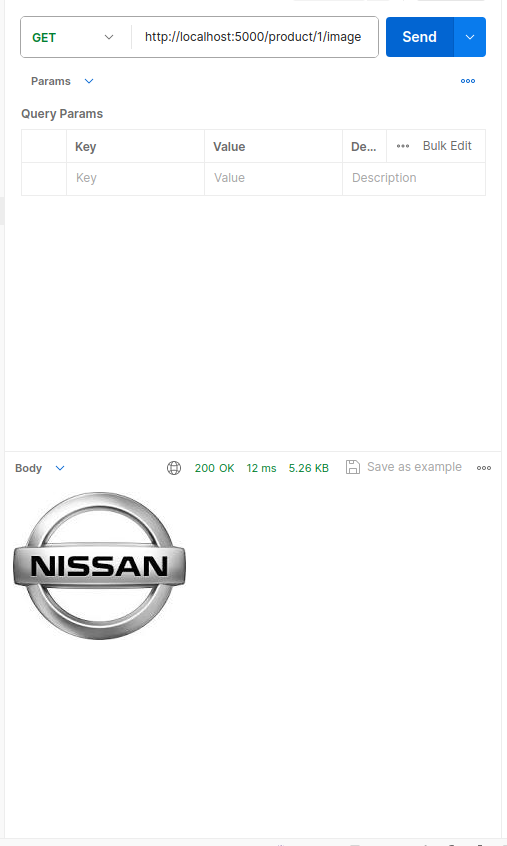 GET http://localhost:5000/product/1/image Send
Params
Query Params
Key Value De... Bulk Edit
Key Value Description
Body 200 OK 12 ms 5.26 KB Save as example
NISSAN